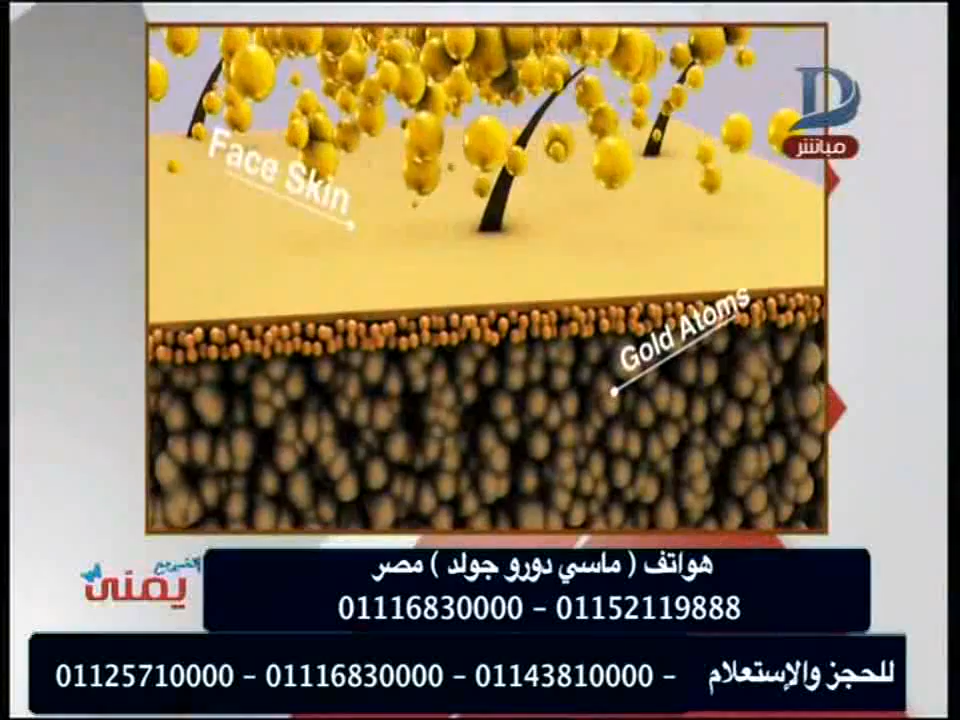 D
مباشر
Face Skin
Gold Atoms
هواتف ( ماسي دورو جولد ) مصر
01116830000 - 01152119888
يمنى
للحجز والإستعلام - 01143810000 - 01116830000 - 01125710000